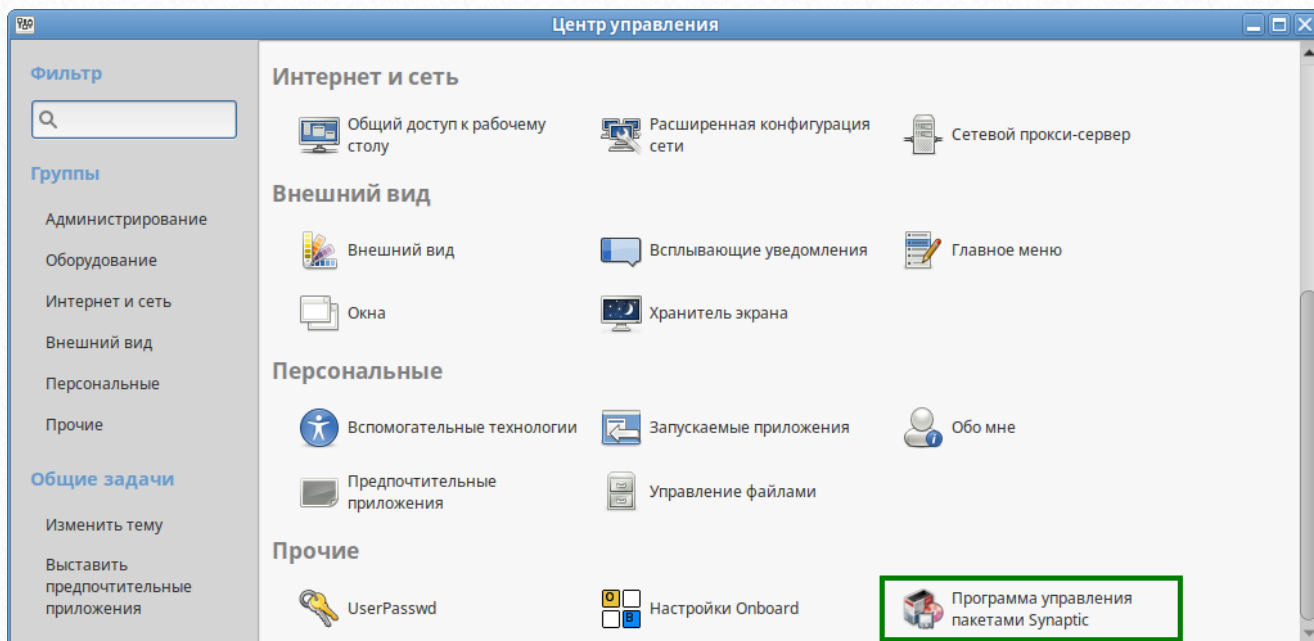 Центр управления
Фильтр
Группы
Администрирование
Оборудование
Интернет и сеть
Внешний вид
Персональные
Прочие
Общие задачи
Изменить тему
Выставить
предпочтительные
приложения
Интернет и сеть
Общий доступ к рабочему
столу
Расширенная конфигурация
сети
Сетевой прокси-сервер
Внешний вид
Внешний вид
Всплывающие уведомления
Главное меню
Окна
Хранитель экрана
Персональные
Вспомогательные технологии
Запускаемые приложения
Обо мне
Предпочтительные
приложения
Управление файлами
Прочие
UserPasswd
O
B
Настройки Onboard
Программа управления
пакетами Synaptic